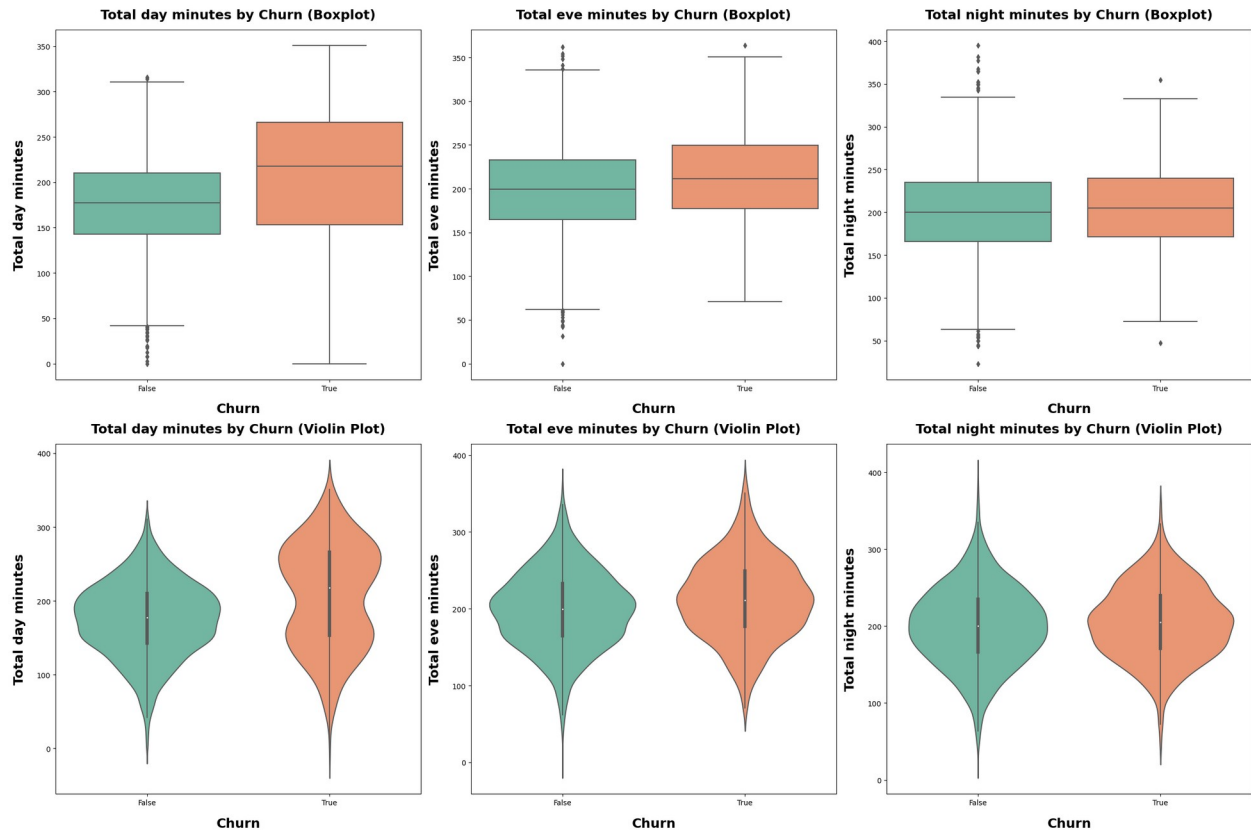 Total day minutes by Churn (Boxplot)
Total day minutes
350
300
250
200
150
100
50
0
False
True
Churn
Total eve minutes by Churn (Boxplot)
Total eve minutes
350
300
250
200
150
100
50
0
False
True
Churn
Total night minutes by Churn (Boxplot)
Total night minutes
400
350
300
250
200
150
100
50
False
True
Churn
Total day minutes by Churn (Violin Plot)
Total day minutes
400
300
200
100
0
False
True
Churn
Total eve minutes by Churn (Violin Plot)
Total eve minutes
400
300
200
100
0
False
True
Churn
Total night minutes by Churn (Violin Plot)
Total night minutes
400
300
200
100
0
False
True
Churn